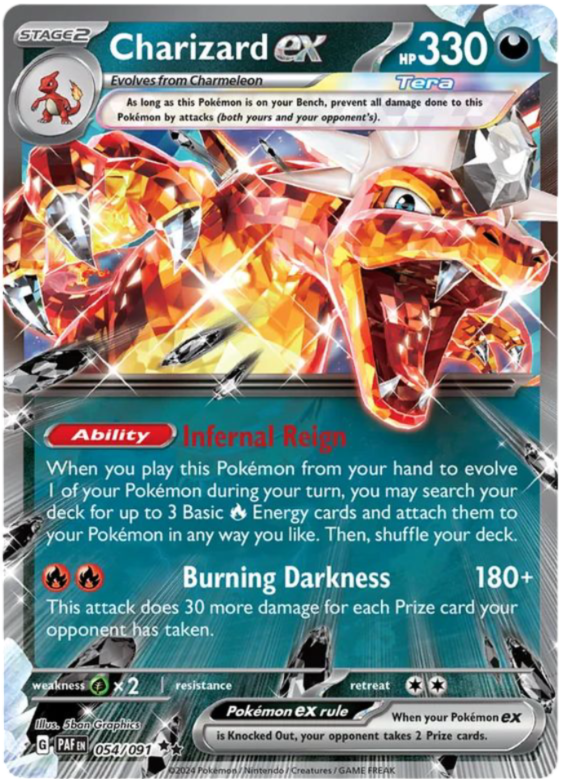 STAGE2
Charizard ex
HP330
Evolves from Charmeleon
Tera
As long as this Pokémon is on your Bench, prevent all damage done to this
Pokémon by attacks (both yours and your opponent's).
Ability Infernal Reign
When you play this Pokémon from your hand to evolve
1 of your Pokémon during your turn, you may search your
deck for up to 3 Basic Energy cards and attach them to
your Pokémon in any way you like. Then, shuffle your deck.
Burning Darkness 180+
This attack does 30 more damage for each Prize card your
opponent has taken.
weakness ×2 resistance retreat
Illus. 5ban Graphics
G PAF EN 054/091 ★★
Pokémon ex rule
When your Pokémon ex
is Knocked Out, your opponent takes 2 Prize cards.
©2024 Pokémon / Nintendo / Creatures / GAME FREAK